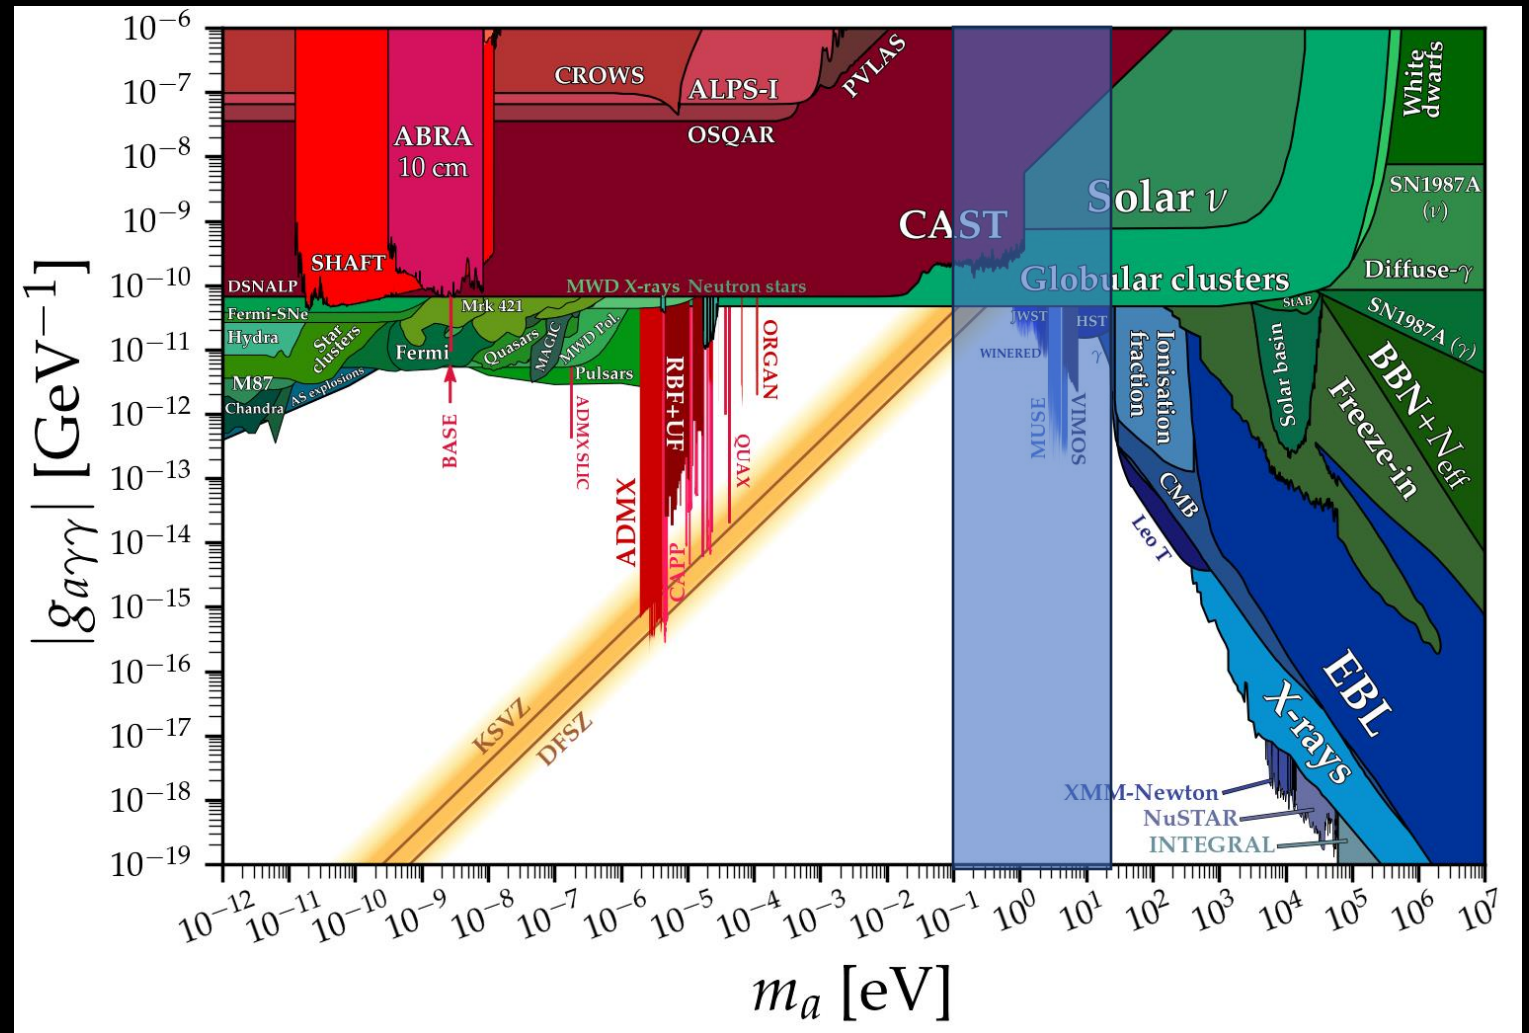 |g_{aγγ}| [GeV^{−1}]
10^{−6}
10^{−7}
10^{−8}
10^{−9}
10^{−10}
10^{−11}
10^{−12}
10^{−13}
10^{−14}
10^{−15}
10^{−16}
10^{−17}
10^{−18}
10^{−19}
CROWS
ALPS-I
PVLAS
OSQAR
ABRA
10 cm
SHAFT
CAST
Solar ν
Globular clusters
White
dwarfs
SN1987A
(ν)
Diffuse-γ
DSNALP
MWD X-rays
Neutron stars
Fermi-SNe
Mrk 421
Hydra
Star
clusters
Fermi
Quasars
MAGIC
MWD Pol.
Pulsars
M87
AS explosions
Chandra
BASE
ADMX SLIC
RBF+UF
ORGAN
QUAX
ADMX
CAPP
KSVZ
DFSZ
JWST
HST
WINERED
γ
MUSE
VIMOS
Ionisation
fraction
StAB
Solar basin
SN1987A (γ)
BBN+N_{eff}
Freeze-in
CMB
Leo T
EBL
X-rays
XMM-Newton
NuSTAR
INTEGRAL
10^{−12}
10^{−11}
10^{−10}
10^{−9}
10^{−8}
10^{−7}
10^{−6}
10^{−5}
10^{−4}
10^{−3}
10^{−2}
10^{−1}
10^{0}
10^{1}
10^{2}
10^{3}
10^{4}
10^{5}
10^{6}
10^{7}
m_a [eV]